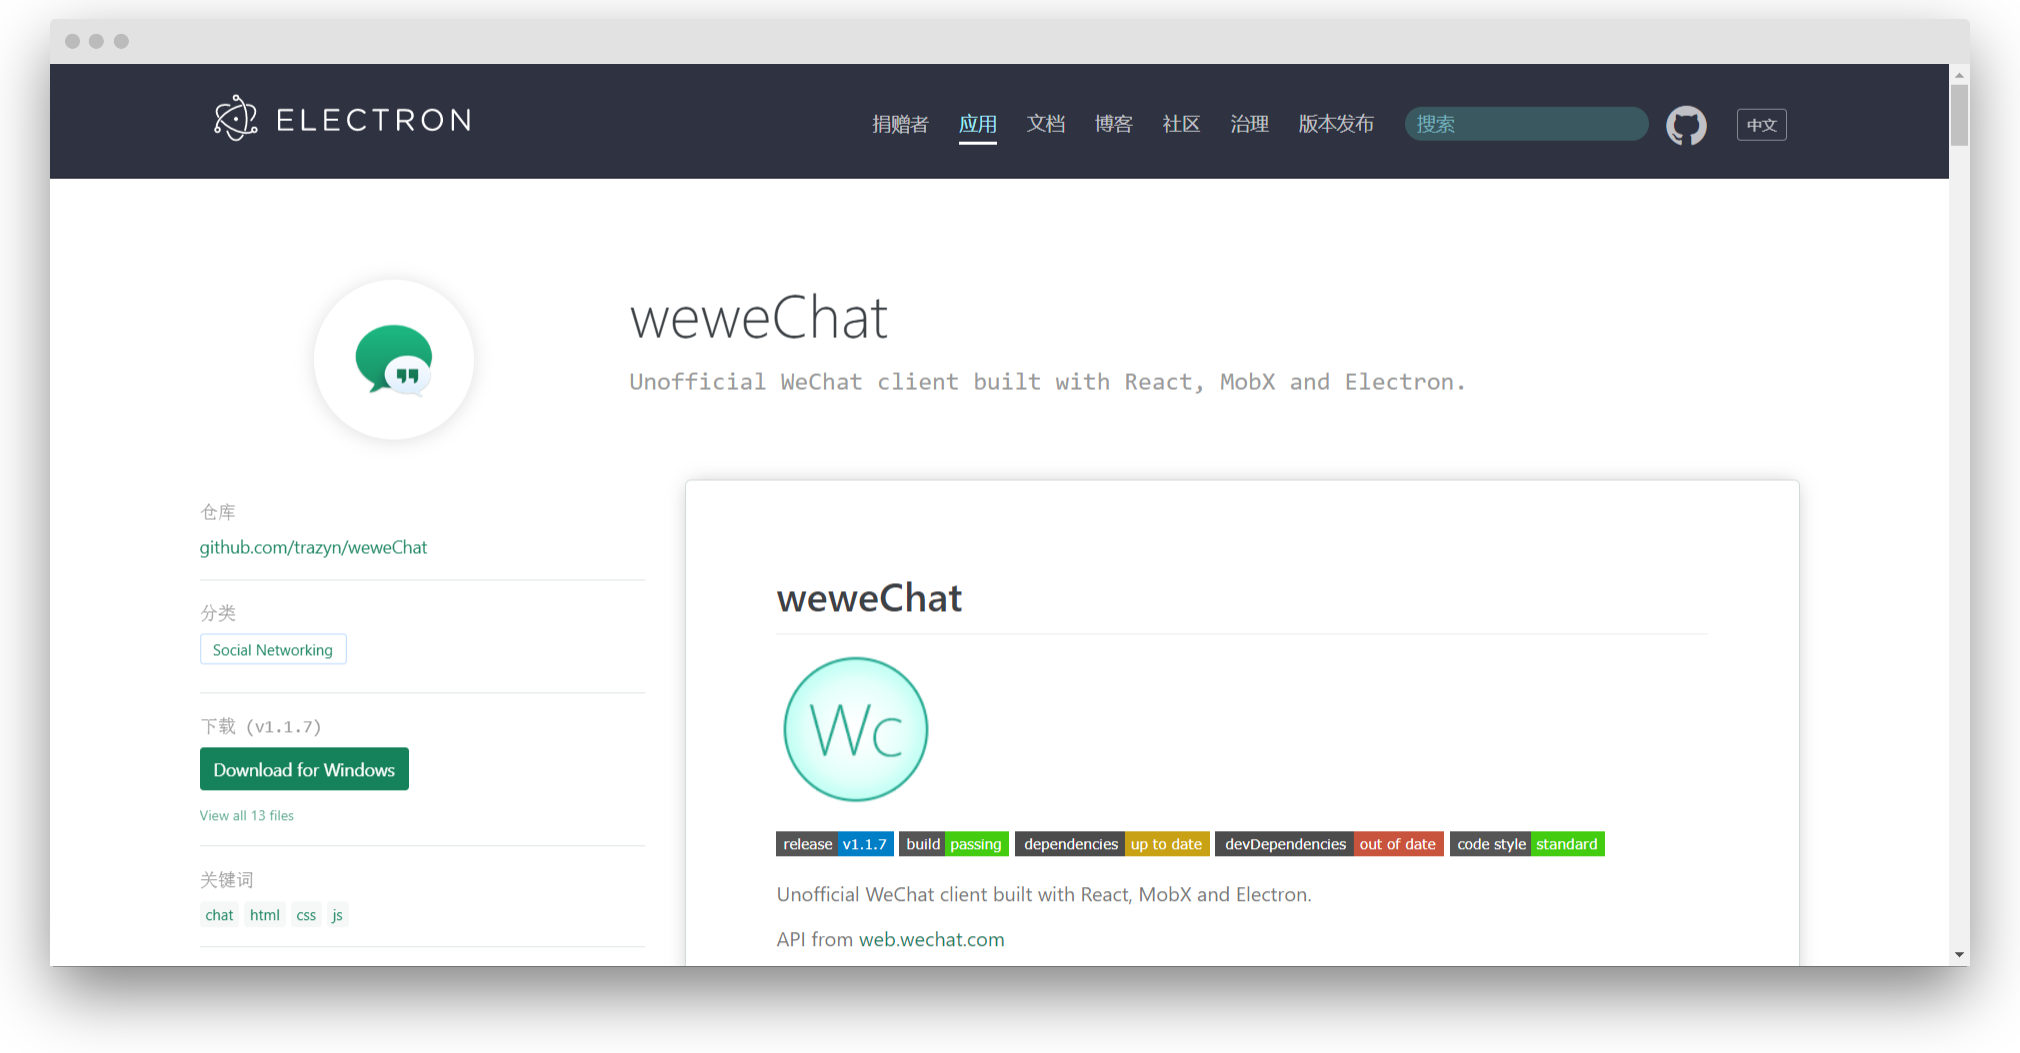 ELECTRON
捐赠者 应用 文档 博客 社区 治理 版本发布 搜索 中文
weweChat
Unofficial WeChat client built with React, MobX and Electron.
仓库
github.com/trazyn/weweChat
分类
Social Networking
下载 (v1.1.7)
Download for Windows
View all 13 files
关键词
chat html css js
weweChat
Wc
release v1.1.7 build passing dependencies up to date devDependencies out of date code style standard
Unofficial WeChat client built with React, MobX and Electron.
API from web.wechat.com